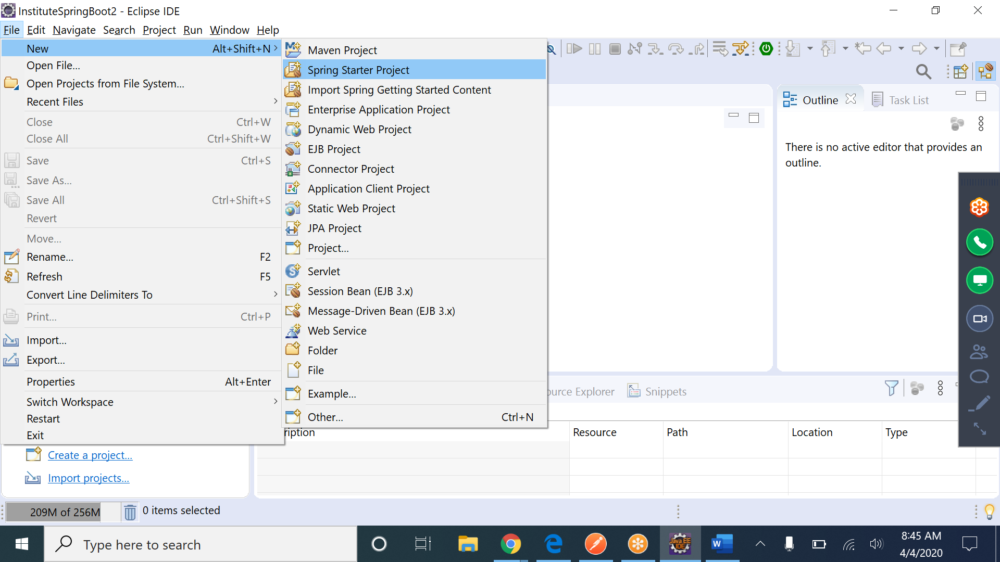 InstituteSpringBoot2 - Eclipse IDE
File Edit Navigate Search Project Run Window Help
New Alt+Shift+N
Open File...
Open Projects from File System...
Recent Files
Close Ctrl+W
Close All Ctrl+Shift+W
Save Ctrl+S
Save As...
Save All Ctrl+Shift+S
Revert
Move...
Rename... F2
Refresh F5
Convert Line Delimiters To
Print... Ctrl+P
Import...
Export...
Properties Alt+Enter
Switch Workspace
Restart
Exit
Maven Project
Spring Starter Project
Import Spring Getting Started Content
Enterprise Application Project
Dynamic Web Project
EJB Project
Connector Project
Application Client Project
Static Web Project
JPA Project
Project...
Servlet
Session Bean (EJB 3.x)
Message-Driven Bean (EJB 3.x)
Web Service
Folder
File
Example...
Other... Ctrl+N
Outline Task List
There is no active editor that provides an
outline.
ource Explorer Snippets
ription Resource Path Location Type
Create a project...
Import projects...
209M of 256M 0 items selected
Type here to search
Java EE
IDE
W
8:45 AM
4/4/2020